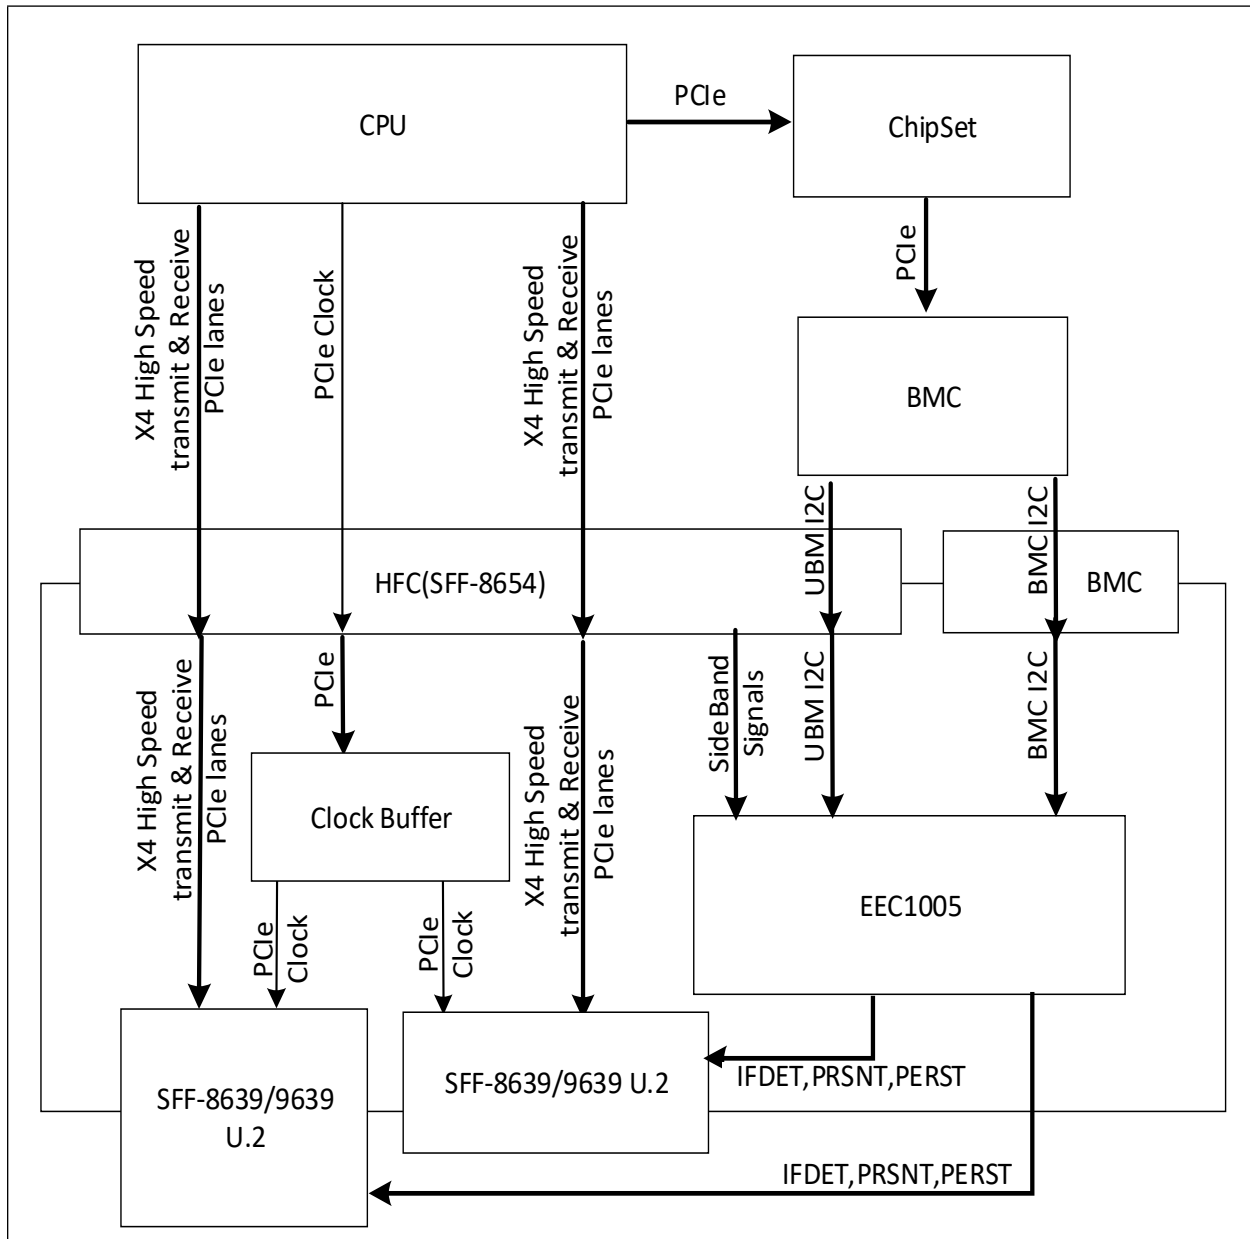 CPU
PCIe
ChipSet
X4 High Speed
transmit & Receive
PCIe lanes
PCIe Clock
X4 High Speed
transmit & Receive
PCIe lanes
PCIe
BMC
UBM I2C
BMC I2C
HFC(SFF-8654)
BMC
X4 High Speed
transmit & Receive
PCIe lanes
PCIe
X4 High Speed
transmit & Receive
PCIe lanes
SideBand
Signals
UBM I2C
BMC I2C
Clock Buffer
EEC1005
PCIe
Clock
PCIe
Clock
SFF-8639/9639
U.2
SFF-8639/9639 U.2
IFDET,PRSNT,PERST
IFDET,PRSNT,PERST